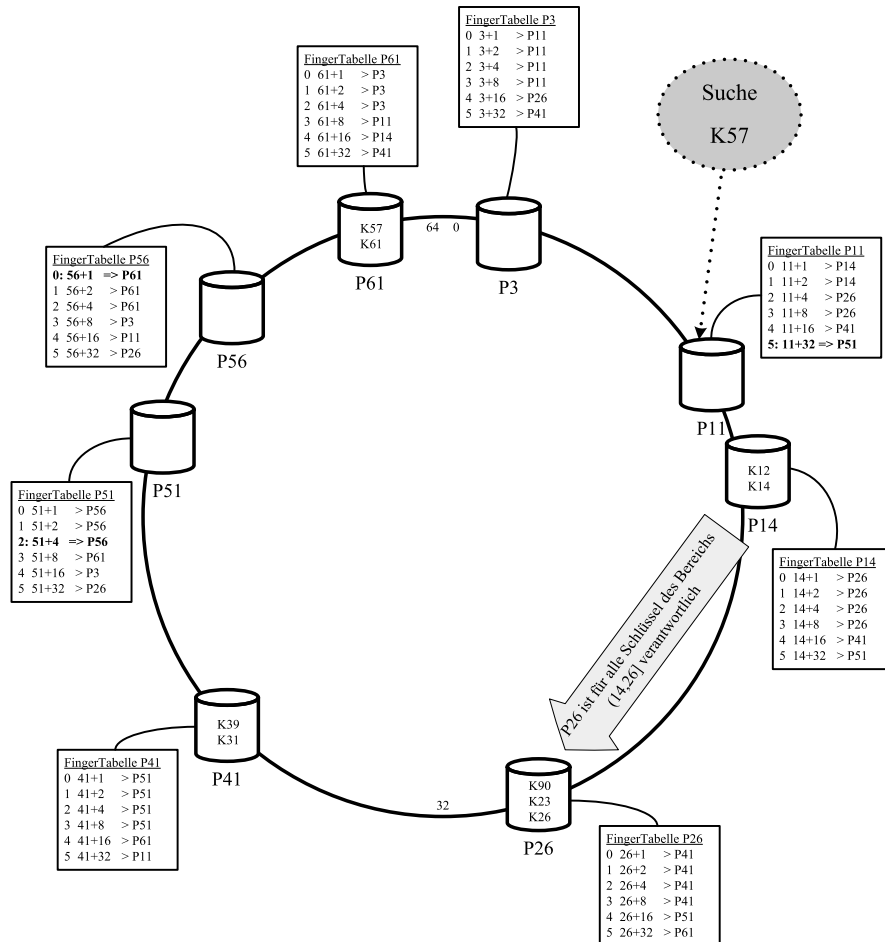 FingerTabelle P3
0 3+1 > P11
1 3+2 > P11
2 3+4 > P11
3 3+8 > P11
4 3+16 > P26
5 3+32 > P41
FingerTabelle P61
0 61+1 > P3
1 61+2 > P3
2 61+4 > P3
3 61+8 > P11
4 61+16 > P14
5 61+32 > P41
Suche
K57
K57
K61
P61
64 0
P3
FingerTabelle P56
0: 56+1 => P61
1 56+2 > P61
2 56+4 > P61
3 56+8 > P3
4 56+16 > P11
5 56+32 > P26
P56
FingerTabelle P11
0 11+1 > P14
1 11+2 > P14
2 11+4 > P26
3 11+8 > P26
4 11+16 > P41
5: 11+32 => P51
P11
K12
K14
P14
P51
FingerTabelle P51
0 51+1 > P56
1 51+2 > P56
2: 51+4 => P56
3 51+8 > P61
4 51+16 > P3
5 51+32 > P26
FingerTabelle P14
0 14+1 > P26
1 14+2 > P26
2 14+4 > P26
3 14+8 > P26
4 14+16 > P41
5 14+32 > P51
P26 ist für alle Schlüssel des Bereichs
(14,26] verantwortlich
K39
K31
P41
FingerTabelle P41
0 41+1 > P51
1 41+2 > P51
2 41+4 > P51
3 41+8 > P51
4 41+16 > P61
5 41+32 > P11
32
K90
K23
K26
P26
FingerTabelle P26
0 26+1 > P41
1 26+2 > P41
2 26+4 > P41
3 26+8 > P41
4 26+16 > P51
5 26+32 > P61